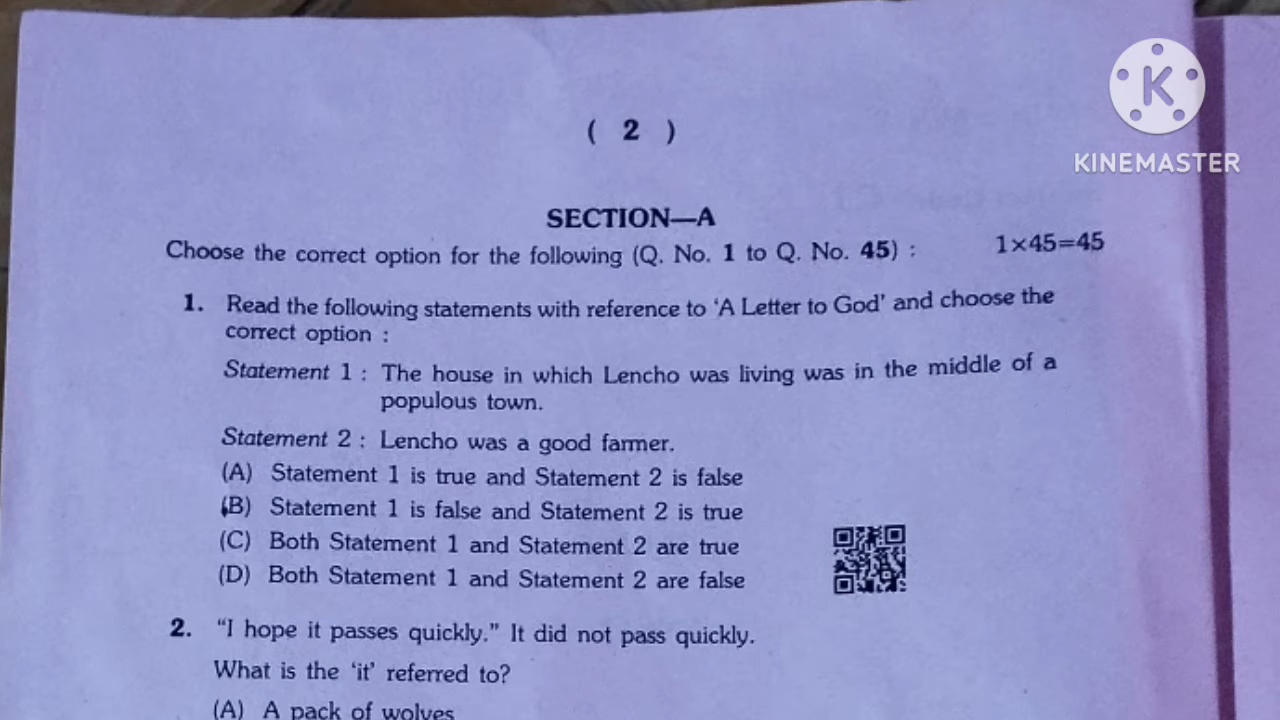 K
KINEMASTER
( 2 )
SECTION—A
Choose the correct option for the following (Q. No. 1 to Q. No. 45) : 1×45=45
1. Read the following statements with reference to ‘A Letter to God’ and choose the
correct option :
Statement 1 : The house in which Lencho was living was in the middle of a
populous town.
Statement 2 : Lencho was a good farmer.
(A) Statement 1 is true and Statement 2 is false
(B) Statement 1 is false and Statement 2 is true
(C) Both Statement 1 and Statement 2 are true
(D) Both Statement 1 and Statement 2 are false
2. “I hope it passes quickly.” It did not pass quickly.
What is the ‘it’ referred to?
(A) A pack of wolves